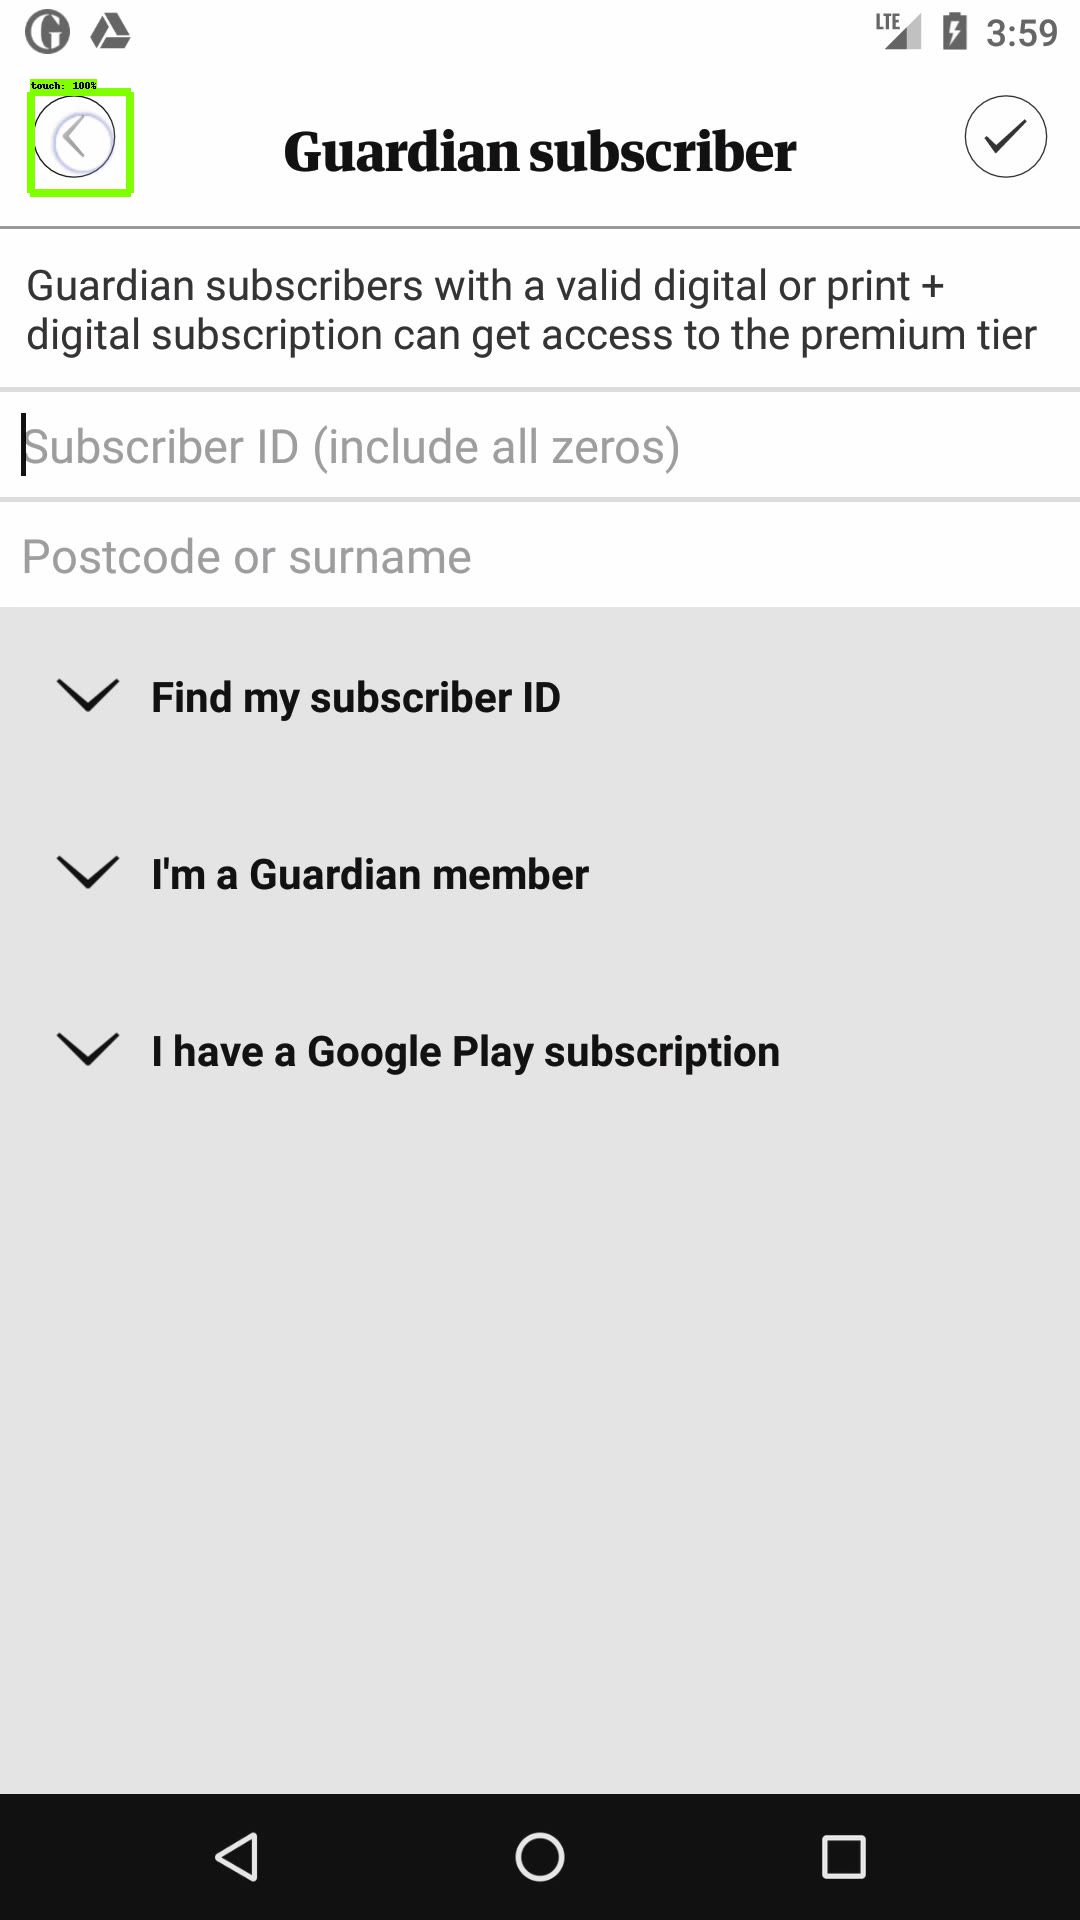 LTE 3:59
touch: 100%
Guardian subscriber
Guardian subscribers with a valid digital or print +
digital subscription can get access to the premium tier
Subscriber ID (include all zeros)
Postcode or surname
Find my subscriber ID
I'm a Guardian member
I have a Google Play subscription